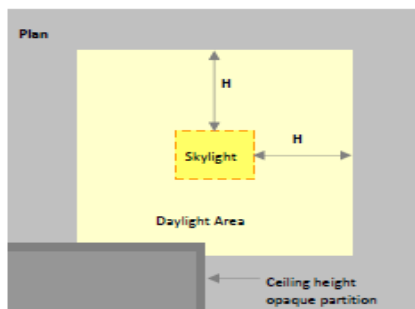 Plan
H
H
Skylight
Daylight Area
Ceiling height
opaque partition